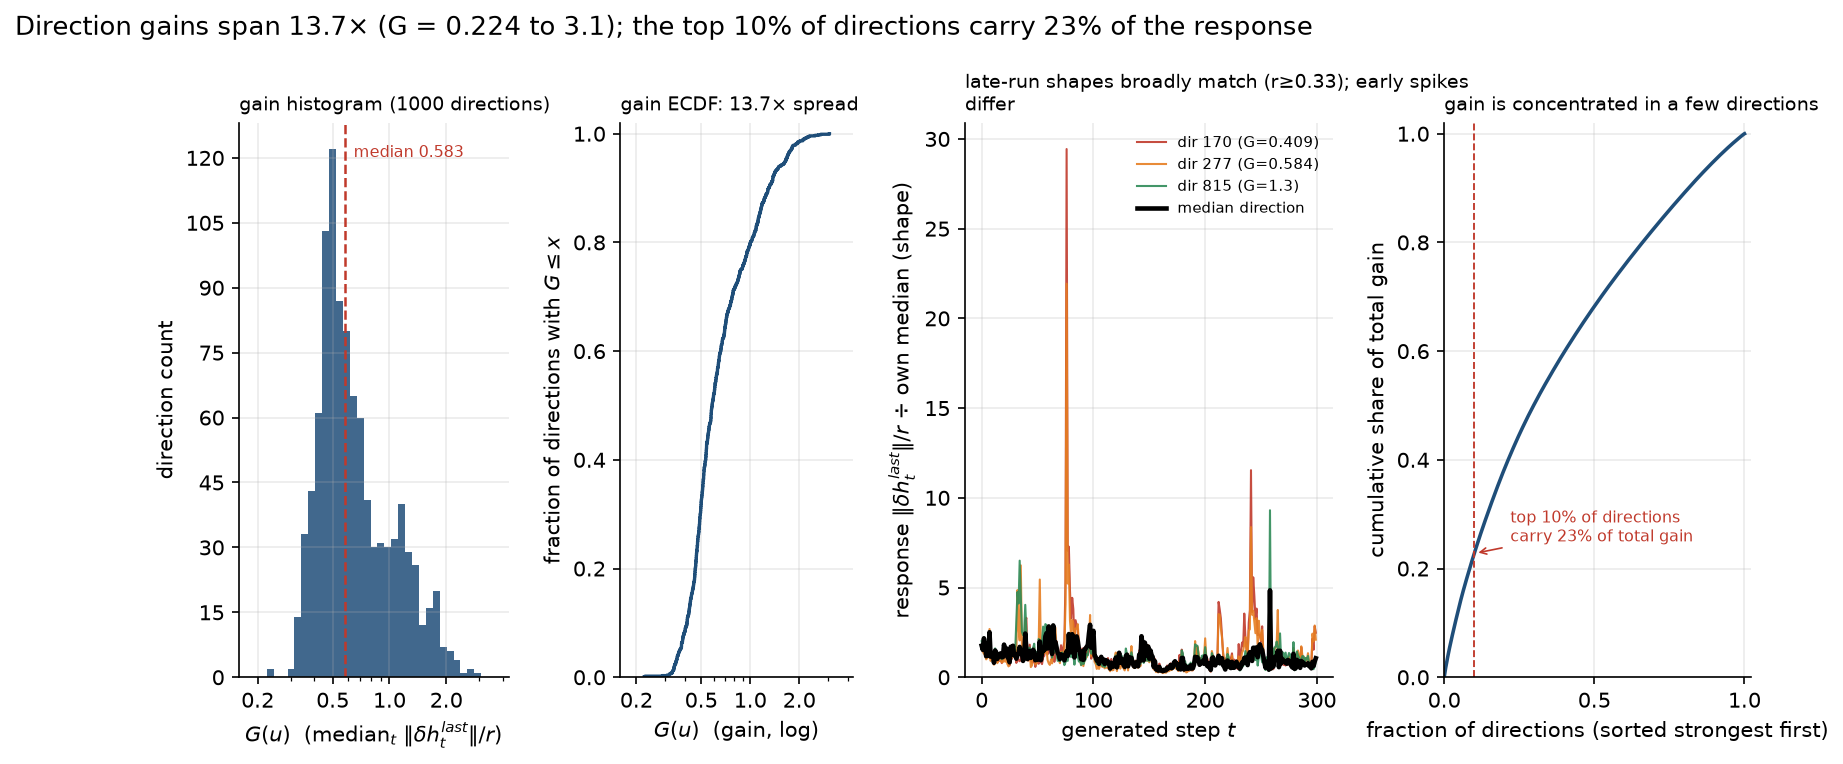 Direction gains span 13.7× (G = 0.224 to 3.1); the top 10% of directions carry 23% of the response
gain histogram (1000 directions)
median 0.583
direction count
0
15
30
45
60
75
90
105
120
0.2
0.5
1.0
2.0
G(u) (median_t ‖δh_t^last‖/r)
gain ECDF: 13.7× spread
fraction of directions with G ≤ x
0.0
0.2
0.4
0.6
0.8
1.0
0.2
0.5
1.0
2.0
G(u) (gain, log)
late-run shapes broadly match (r≥0.33); early spikes
differ
dir 170 (G=0.409)
dir 277 (G=0.584)
dir 815 (G=1.3)
median direction
response ‖δh_t^last‖/r ÷ own median (shape)
0
5
10
15
20
25
30
0
100
200
300
generated step t
gain is concentrated in a few directions
top 10% of directions
carry 23% of total gain
cumulative share of total gain
0.0
0.2
0.4
0.6
0.8
1.0
0.0
0.5
1.0
fraction of directions (sorted strongest first)